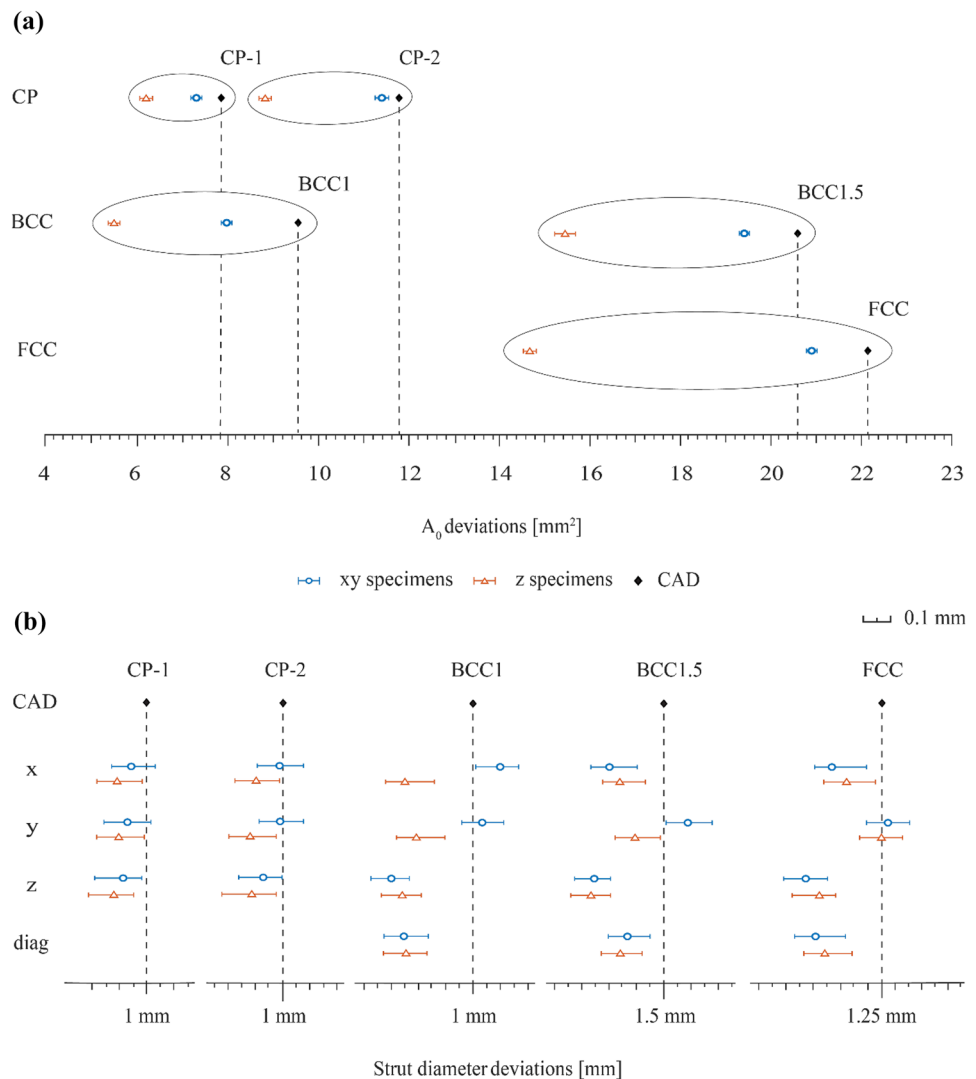 (a)
CP-1 CP-2
CP
BCC1 BCC1.5
BCC
FCC
FCC
4 6 8 10 12 14 16 18 20 22 23
A0 deviations [mm²]
xy specimens z specimens CAD
(b) 0.1 mm
CP-1 CP-2 BCC1 BCC1.5 FCC
CAD
x
y
z
diag
1 mm 1 mm 1 mm 1.5 mm 1.25 mm
Strut diameter deviations [mm]